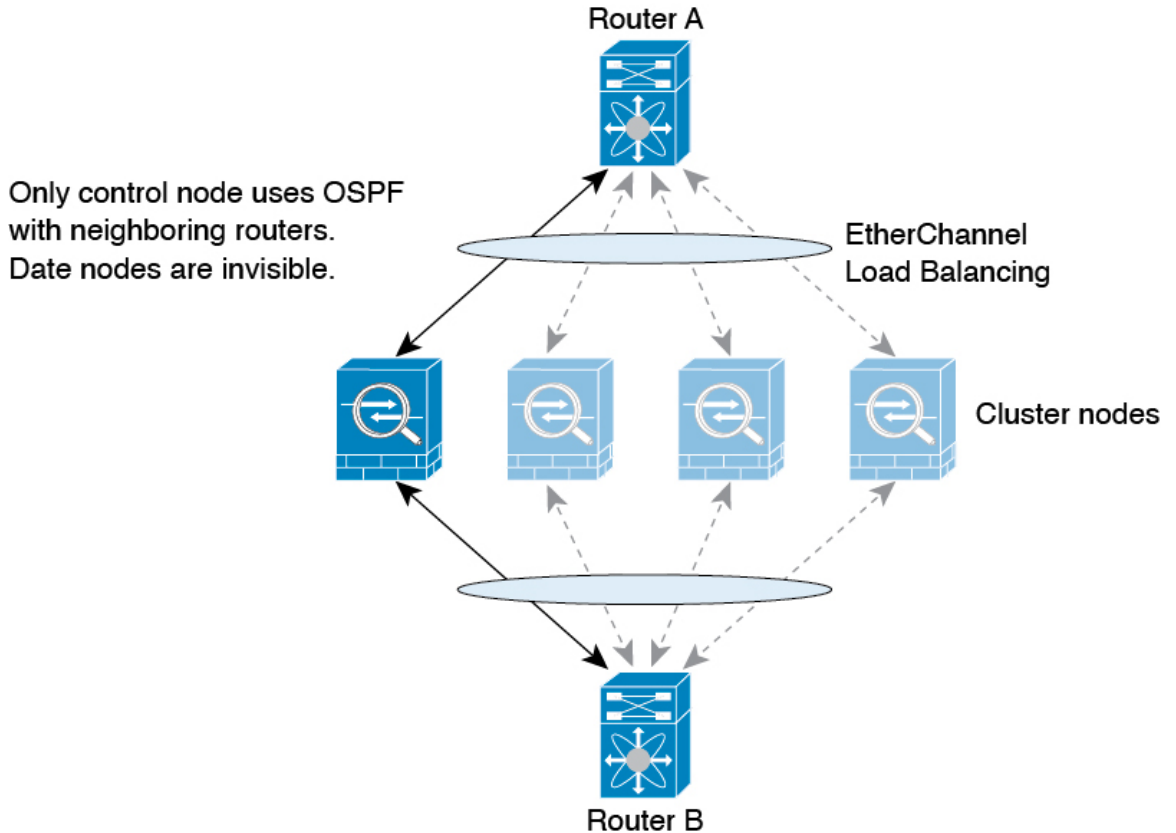 Router A
Only control node uses OSPF
with neighboring routers.
Date nodes are invisible.
EtherChannel
Load Balancing
Cluster nodes
Router B